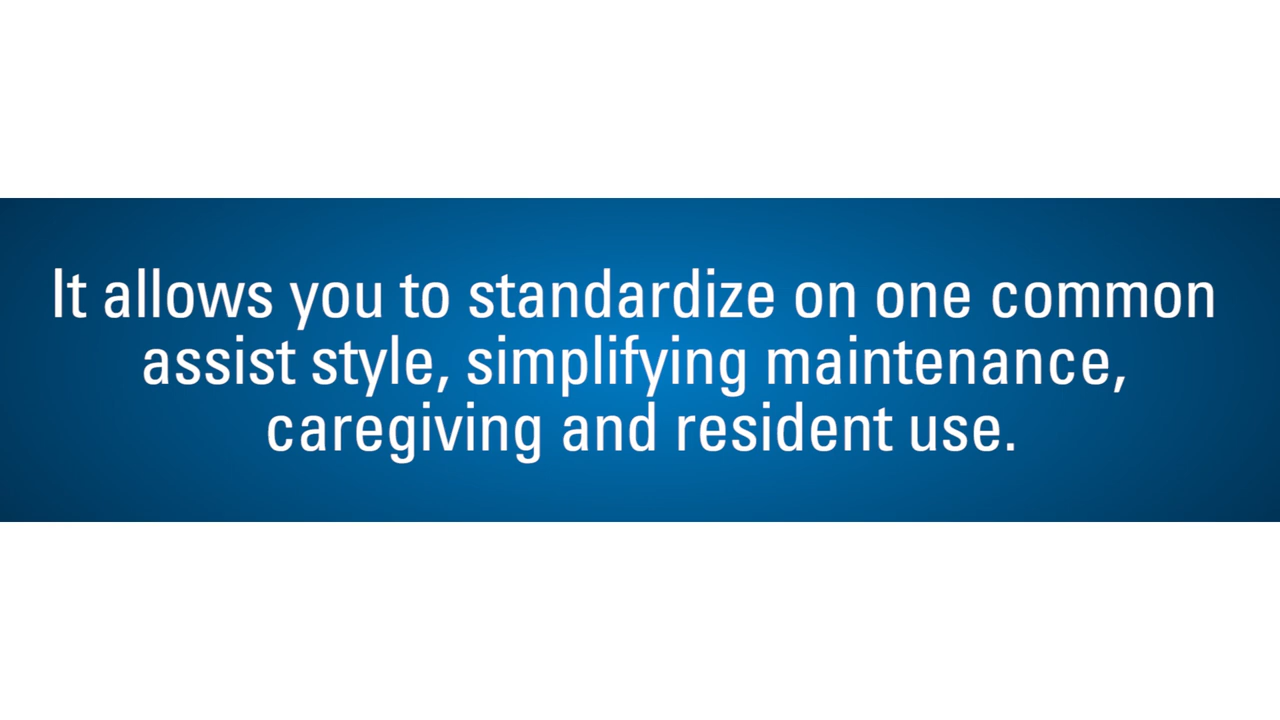 It allows you to standardize on one common
assist style, simplifying maintenance,
caregiving and resident use.